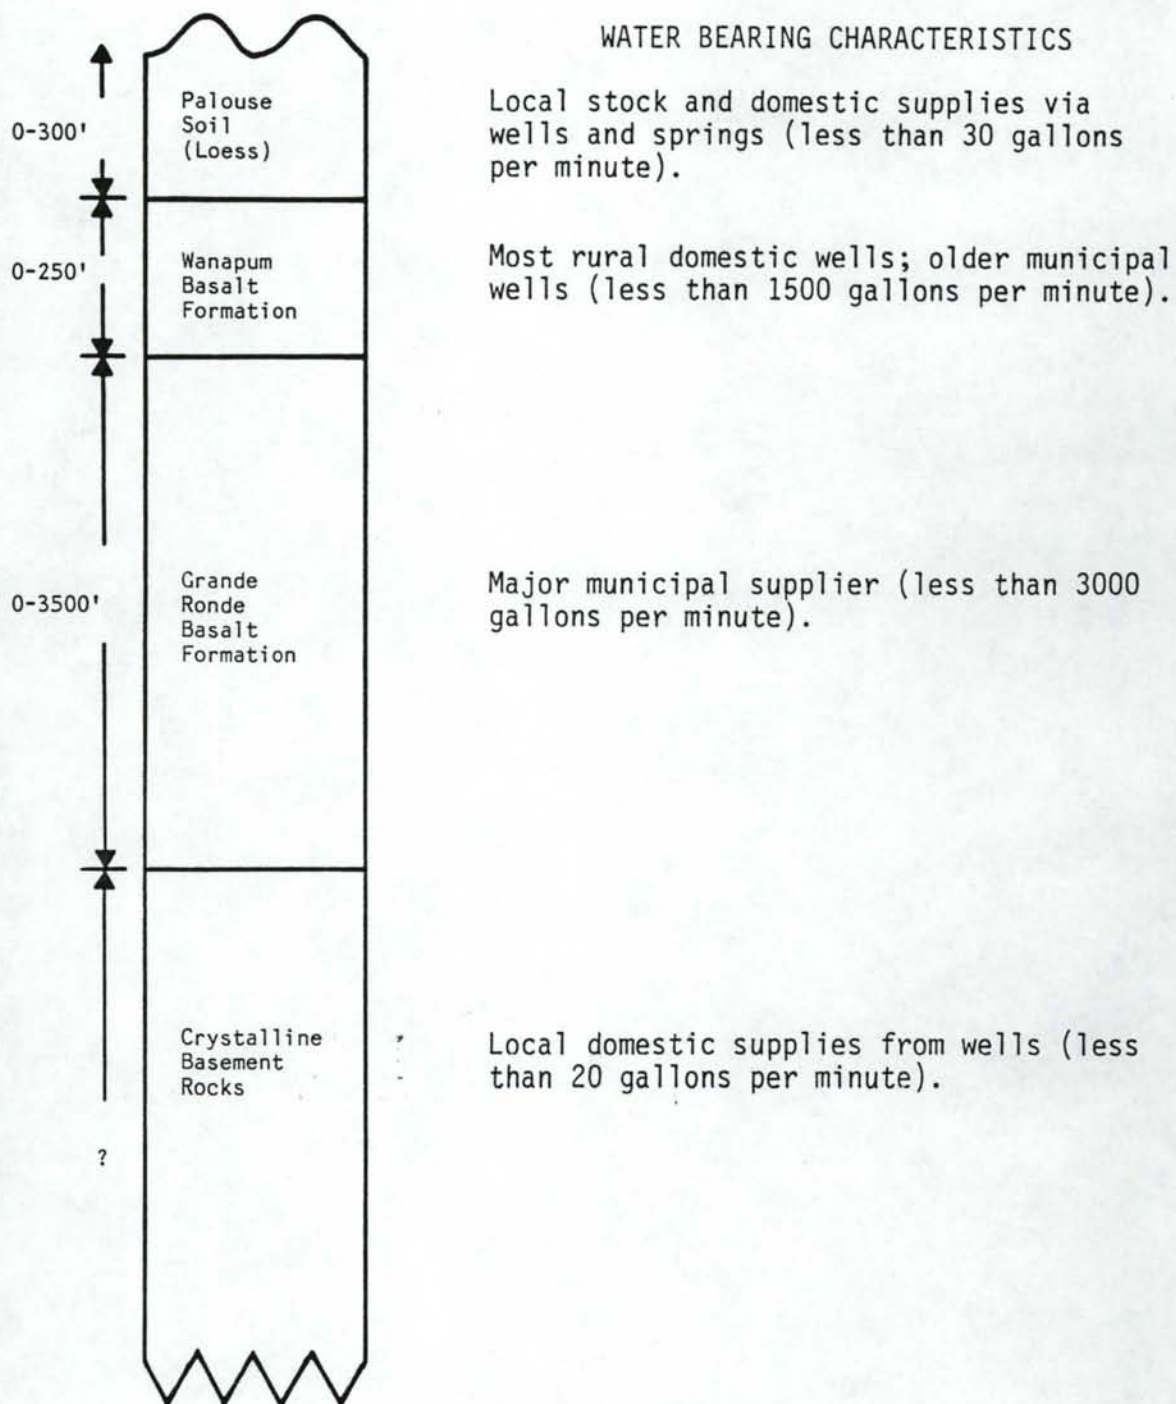 WATER BEARING CHARACTERISTICS
0-300'
Palouse
Soil
(Loess)
Local stock and domestic supplies via
wells and springs (less than 30 gallons
per minute).
0-250'
Wanapum
Basalt
Formation
Most rural domestic wells; older municipal
wells (less than 1500 gallons per minute).
0-3500'
Grande
Ronde
Basalt
Formation
Major municipal supplier (less than 3000
gallons per minute).
Crystalline
Basement
Rocks
Local domestic supplies from wells (less
than 20 gallons per minute).
?